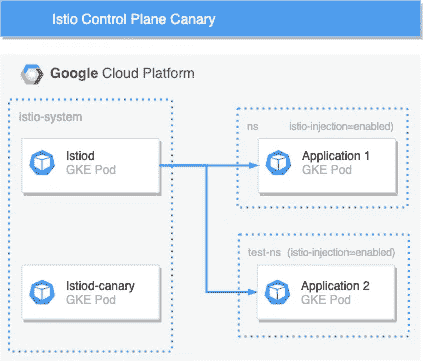 Istio Control Plane Canary
Google Cloud Platform
istio-system
Istiod
GKE Pod
Istiod-canary
GKE Pod
ns istio-injection=enabled)
Application 1
GKE Pod
test-ns (istio-injection=enabled)
Application 2
GKE Pod